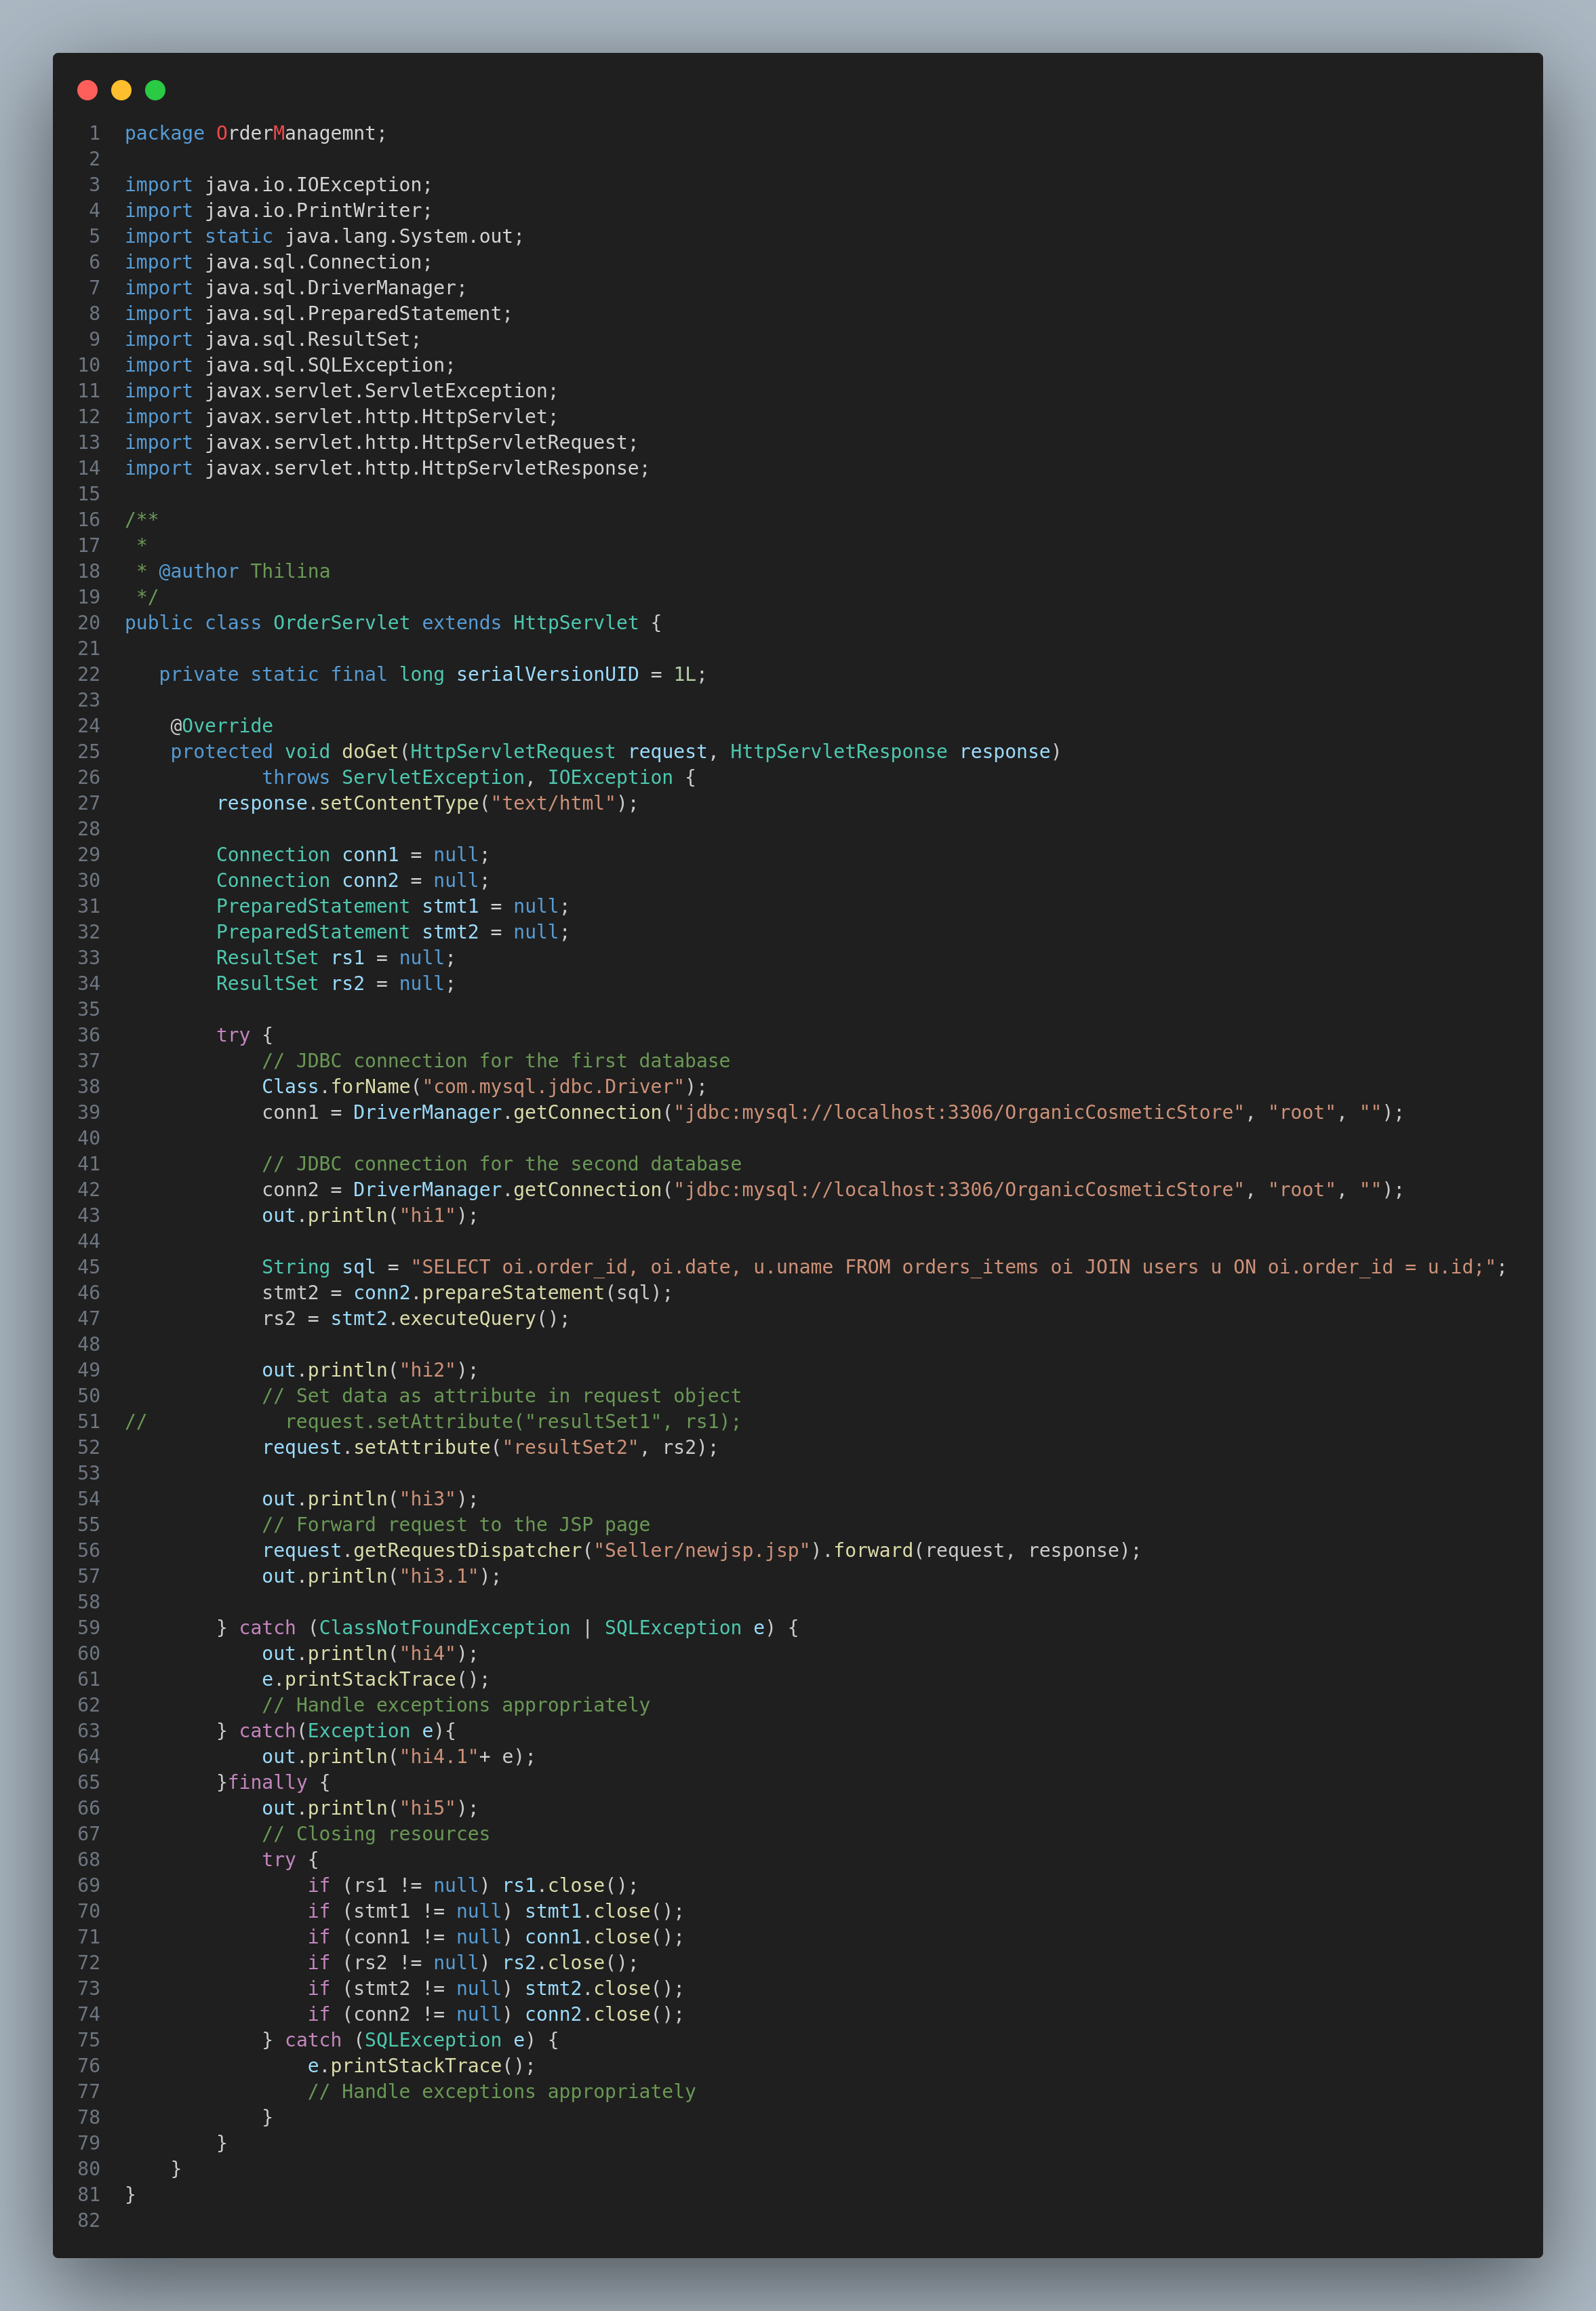 1 package OrderManagemnt;
2
3 import java.io.IOException;
4 import java.io.PrintWriter;
5 import static java.lang.System.out;
6 import java.sql.Connection;
7 import java.sql.DriverManager;
8 import java.sql.PreparedStatement;
9 import java.sql.ResultSet;
10 import java.sql.SQLException;
11 import javax.servlet.ServletException;
12 import javax.servlet.http.HttpServlet;
13 import javax.servlet.http.HttpServletRequest;
14 import javax.servlet.http.HttpServletResponse;
15
16 /**
17  *
18  * @author Thilina
19  */
20 public class OrderServlet extends HttpServlet {
21
22    private static final long serialVersionUID = 1L;
23
24     @Override
25     protected void doGet(HttpServletRequest request, HttpServletResponse response)
26             throws ServletException, IOException {
27         response.setContentType("text/html");
28
29         Connection conn1 = null;
30         Connection conn2 = null;
31         PreparedStatement stmt1 = null;
32         PreparedStatement stmt2 = null;
33         ResultSet rs1 = null;
34         ResultSet rs2 = null;
35
36         try {
37             // JDBC connection for the first database
38             Class.forName("com.mysql.jdbc.Driver");
39             conn1 = DriverManager.getConnection("jdbc:mysql://localhost:3306/OrganicCosmeticStore", "root", "");
40
41             // JDBC connection for the second database
42             conn2 = DriverManager.getConnection("jdbc:mysql://localhost:3306/OrganicCosmeticStore", "root", "");
43             out.println("hi1");
44
45             String sql = "SELECT oi.order_id, oi.date, u.uname FROM orders_items oi JOIN users u ON oi.order_id = u.id;";
46             stmt2 = conn2.prepareStatement(sql);
47             rs2 = stmt2.executeQuery();
48
49             out.println("hi2");
50             // Set data as attribute in request object
51 //            request.setAttribute("resultSet1", rs1);
52             request.setAttribute("resultSet2", rs2);
53
54             out.println("hi3");
55             // Forward request to the JSP page
56             request.getRequestDispatcher("Seller/newjsp.jsp").forward(request, response);
57             out.println("hi3.1");
58
59         } catch (ClassNotFoundException | SQLException e) {
60             out.println("hi4");
61             e.printStackTrace();
62             // Handle exceptions appropriately
63         } catch(Exception e){
64             out.println("hi4.1"+ e);
65         }finally {
66             out.println("hi5");
67             // Closing resources
68             try {
69                 if (rs1 != null) rs1.close();
70                 if (stmt1 != null) stmt1.close();
71                 if (conn1 != null) conn1.close();
72                 if (rs2 != null) rs2.close();
73                 if (stmt2 != null) stmt2.close();
74                 if (conn2 != null) conn2.close();
75             } catch (SQLException e) {
76                 e.printStackTrace();
77                 // Handle exceptions appropriately
78             }
79         }
80     }
81 }
82